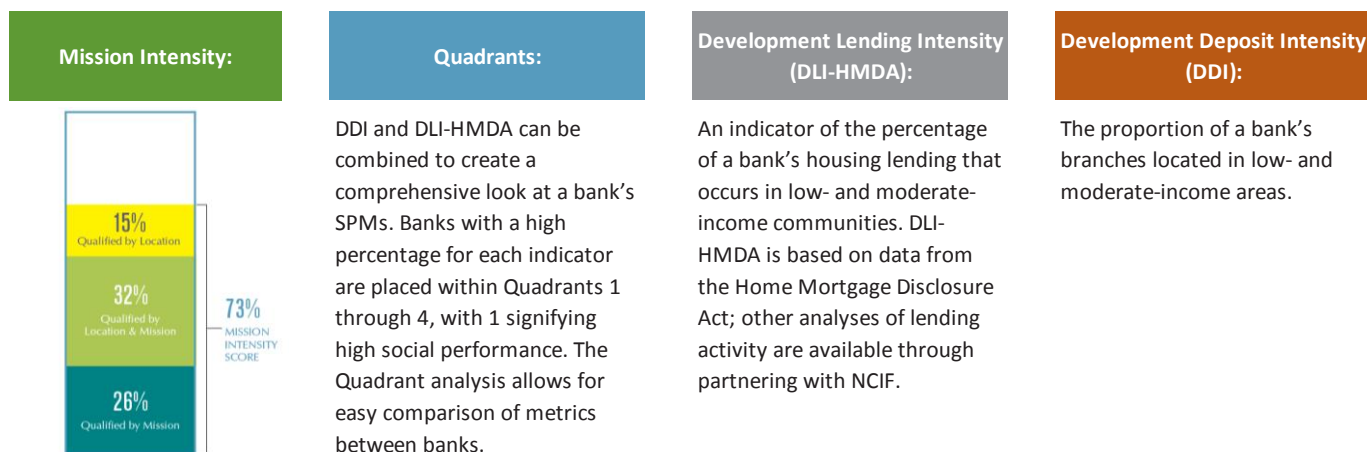 Mission Intensity:
15%
Qualified by Location
32%
Qualified by
Location & Mission
26%
Qualified by Mission
73%
MISSION
INTENSITY
SCORE
Quadrants:
DDI and DLI-HMDA can be
combined to create a
comprehensive look at a bank’s
SPMs. Banks with a high
percentage for each indicator
are placed within Quadrants 1
through 4, with 1 signifying
high social performance. The
Quadrant analysis allows for
easy comparison of metrics
between banks.
Development Lending Intensity
(DLI-HMDA):
An indicator of the percentage
of a bank’s housing lending that
occurs in low- and moderate-
income communities. DLI-
HMDA is based on data from
the Home Mortgage Disclosure
Act; other analyses of lending
activity are available through
partnering with NCIF.
Development Deposit Intensity
(DDI):
The proportion of a bank’s
branches located in low- and
moderate-income areas.